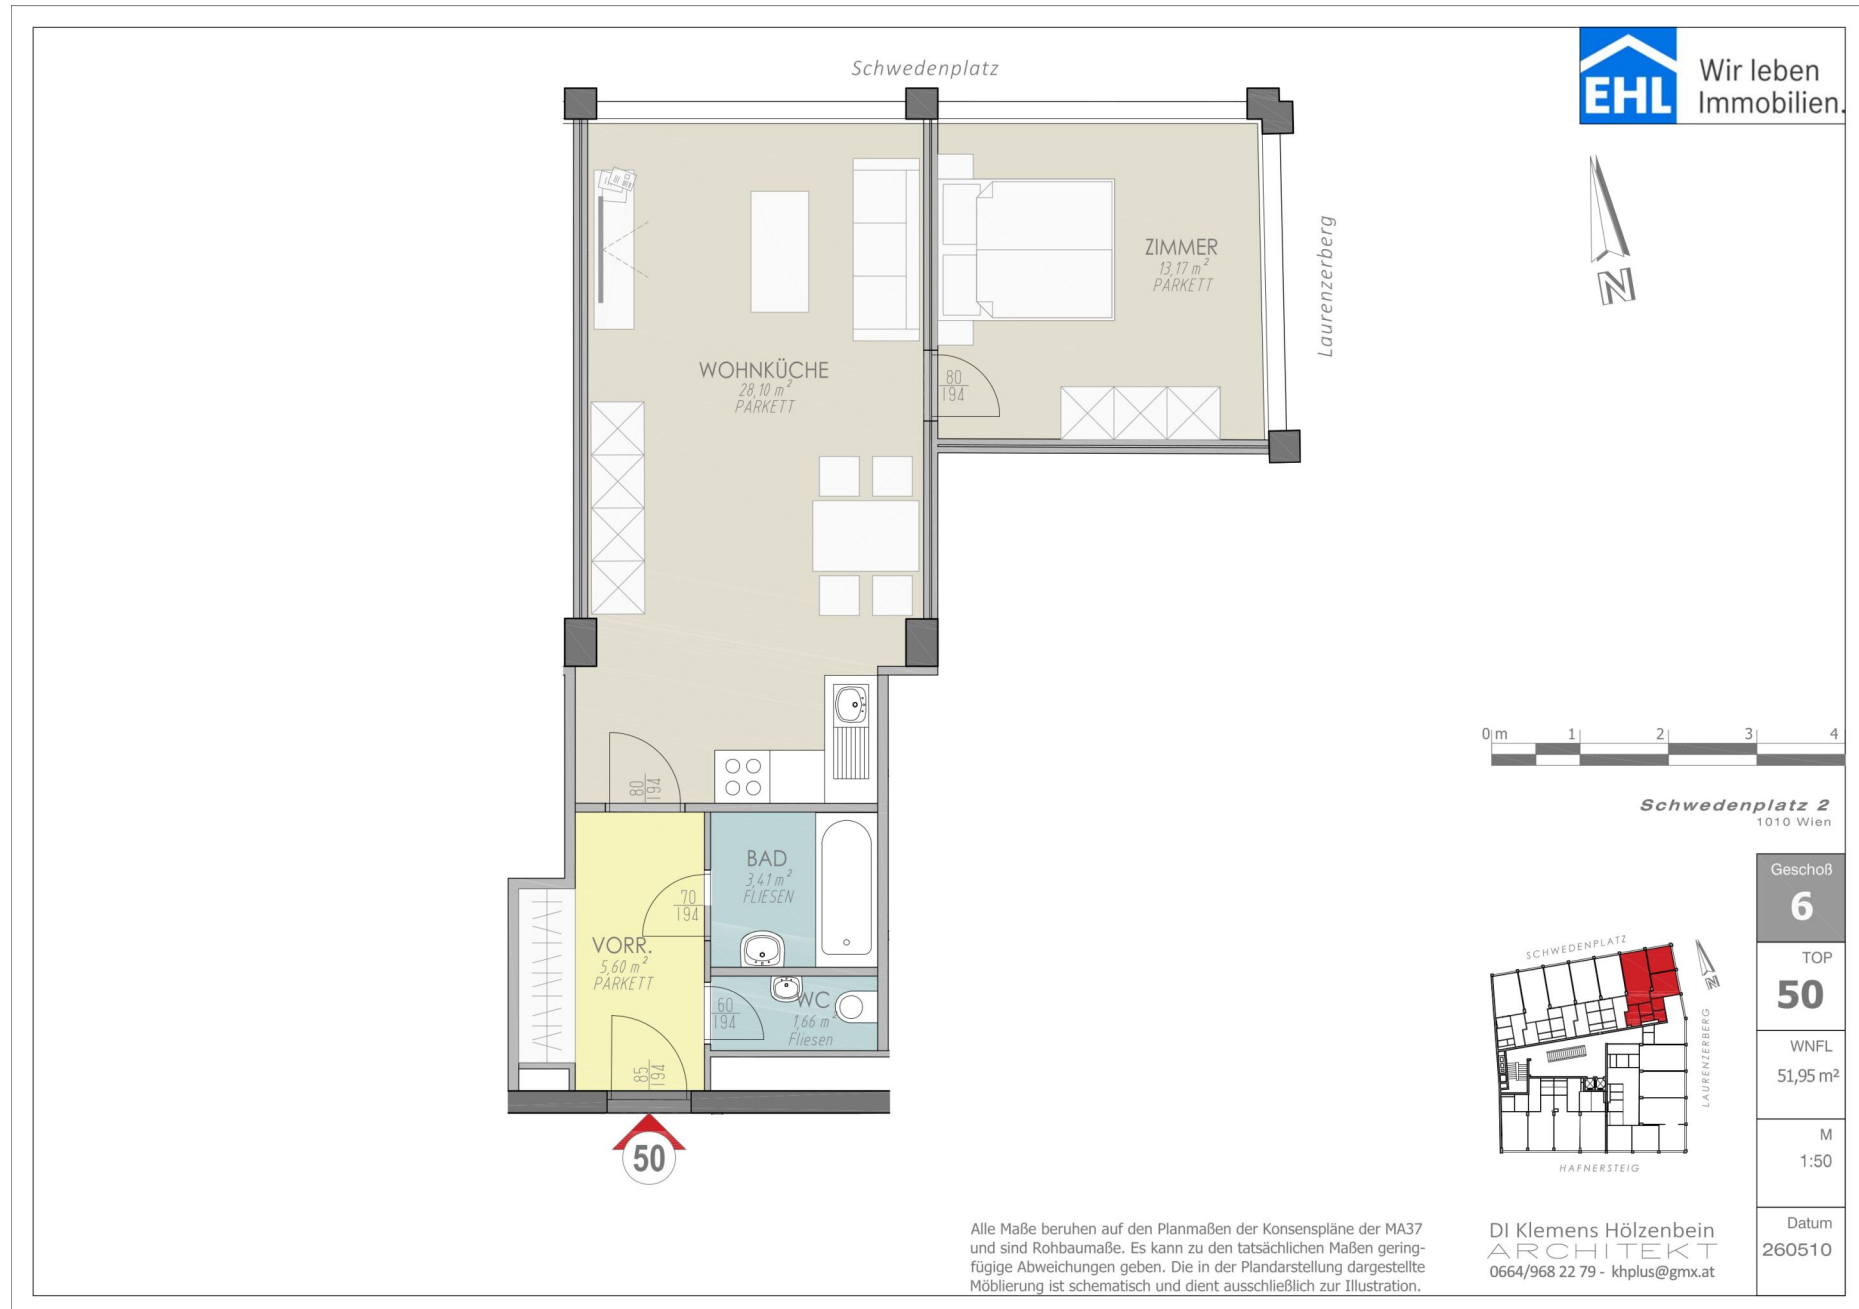 Schwedenplatz
EHL
Wir leben
Immobilien.
N
Laurenzerberg
ZIMMER
13,17 m²
PARKETT
WOHNKÜCHE
28,10 m²
PARKETT
80
194
80
194
BAD
3,41 m²
FLIESEN
70
194
VORR.
5,60 m²
PARKETT
WC
1,66 m²
Fliesen
60
194
85
194
50
0 m 1 2 3 4
Schwedenplatz 2
1010 Wien
Geschoß
6
TOP
50
WNFL
51,95 m²
M
1:50
Datum
260510
SCHWEDENPLATZ
N
LAURENZERBERG
HAFNERSTEIG
Alle Maße beruhen auf den Planmaßen der Konsenspläne der MA37
und sind Rohbaumaße. Es kann zu den tatsächlichen Maßen gering-
fügige Abweichungen geben. Die in der Plandarstellung dargestellte
Möblierung ist schematisch und dient ausschließlich zur Illustration.
DI Klemens Hölzenbein
ARCHITEKT
0664/968 22 79 - khplus@gmx.at